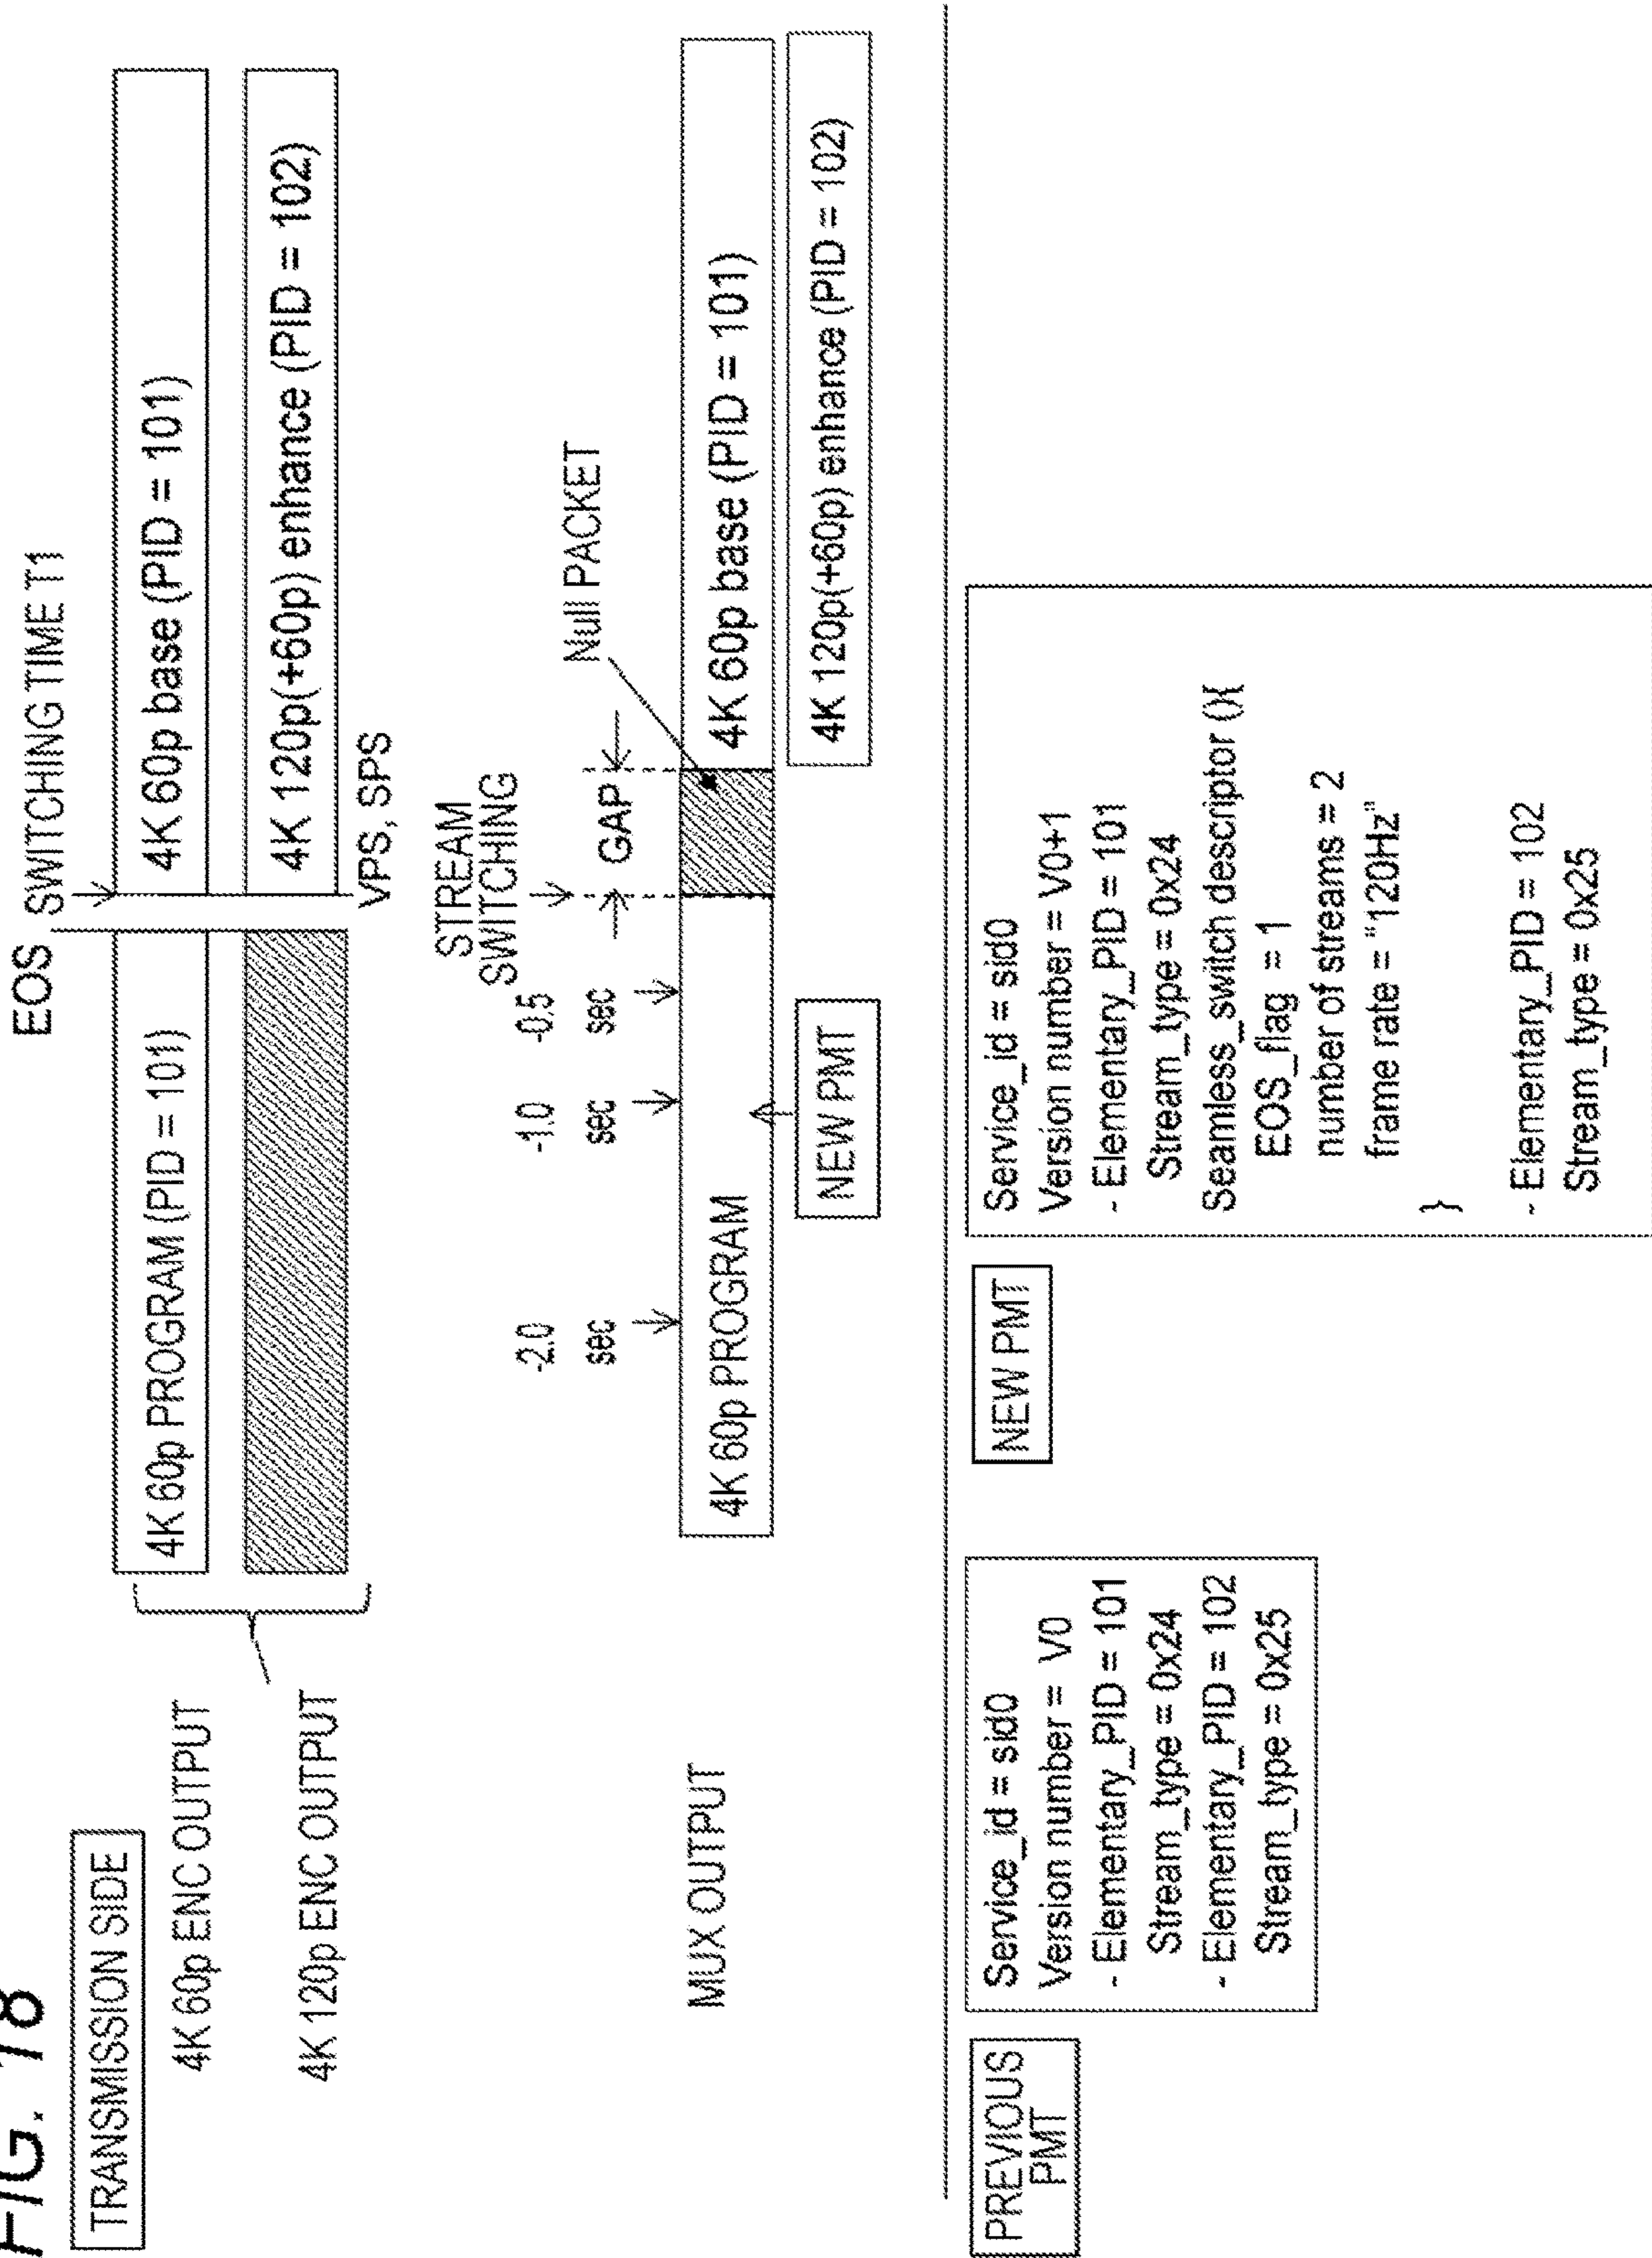 FIG. 18
TRANSMISSION SIDE
4K 60p ENC OUTPUT
4K 120p ENC OUTPUT
EOS
SWITCHING TIME T1
4K 60p PROGRAM (PID = 101)
4K 60p base (PID = 101)
4K 120p(+60p) enhance (PID = 102)
VPS, SPS
STREAM
SWITCHING
-2.0
sec
-1.0
sec
-0.5
sec
GAP
Null PACKET
MUX OUTPUT
4K 60p PROGRAM
4K 60p base (PID = 101)
4K 120p(+60p) enhance (PID = 102)
NEW PMT
PREVIOUS
PMT
Service_id = sid0
Version number = V0
- Elementary_PID = 101
Stream_type = 0x24
- Elementary_PID = 102
Stream_type = 0x25
NEW PMT
Service_id = sid0
Version number = V0+1
- Elementary_PID = 101
Stream_type = 0x24
Seamless_switch descriptor (){
EOS_flag = 1
number of streams = 2
frame rate = "120Hz"
}
- Elementary_PID = 102
Stream_type = 0x25